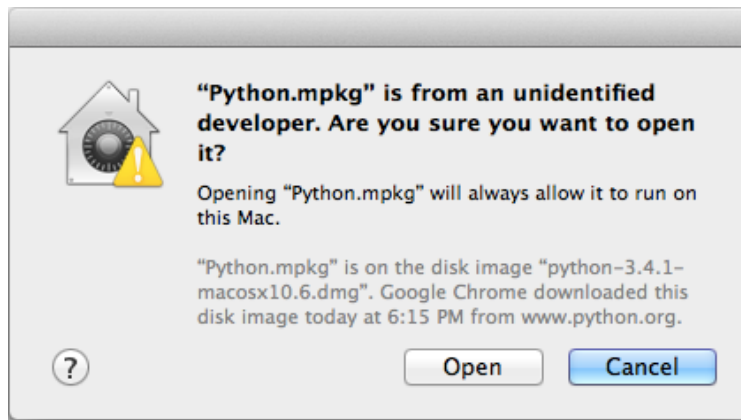 “Python.mpkg” is from an unidentified
developer. Are you sure you want to open
it?
Opening “Python.mpkg” will always allow it to run on
this Mac.
“Python.mpkg” is on the disk image “python-3.4.1-
macosx10.6.dmg”. Google Chrome downloaded this
disk image today at 6:15 PM from www.python.org.
? Open Cancel